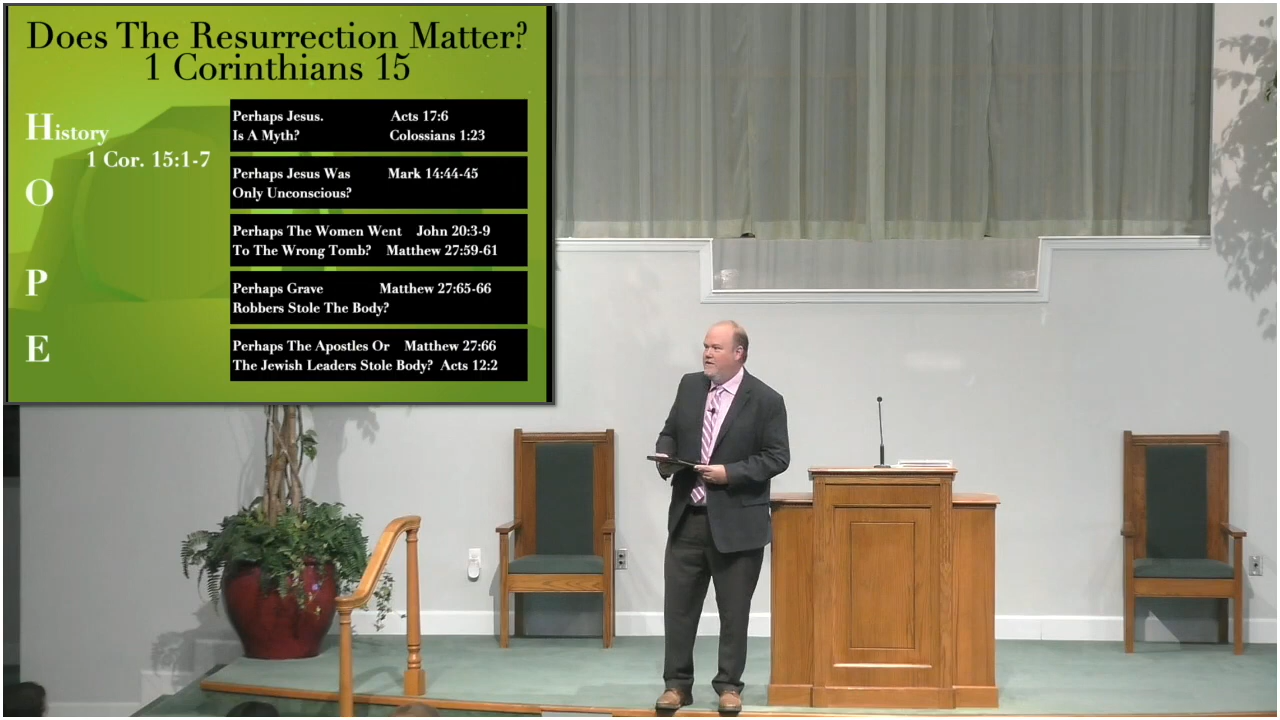 Does The Resurrection Matter?
1 Corinthians 15
History
1 Cor. 15:1-7
O
P
E
Perhaps Jesus. Acts 17:6
Is A Myth? Colossians 1:23
Perhaps Jesus Was Mark 14:44-45
Only Unconscious?
Perhaps The Women Went John 20:3-9
To The Wrong Tomb? Matthew 27:59-61
Perhaps Grave Matthew 27:65-66
Robbers Stole The Body?
Perhaps The Apostles Or Matthew 27:66
The Jewish Leaders Stole Body? Acts 12:2